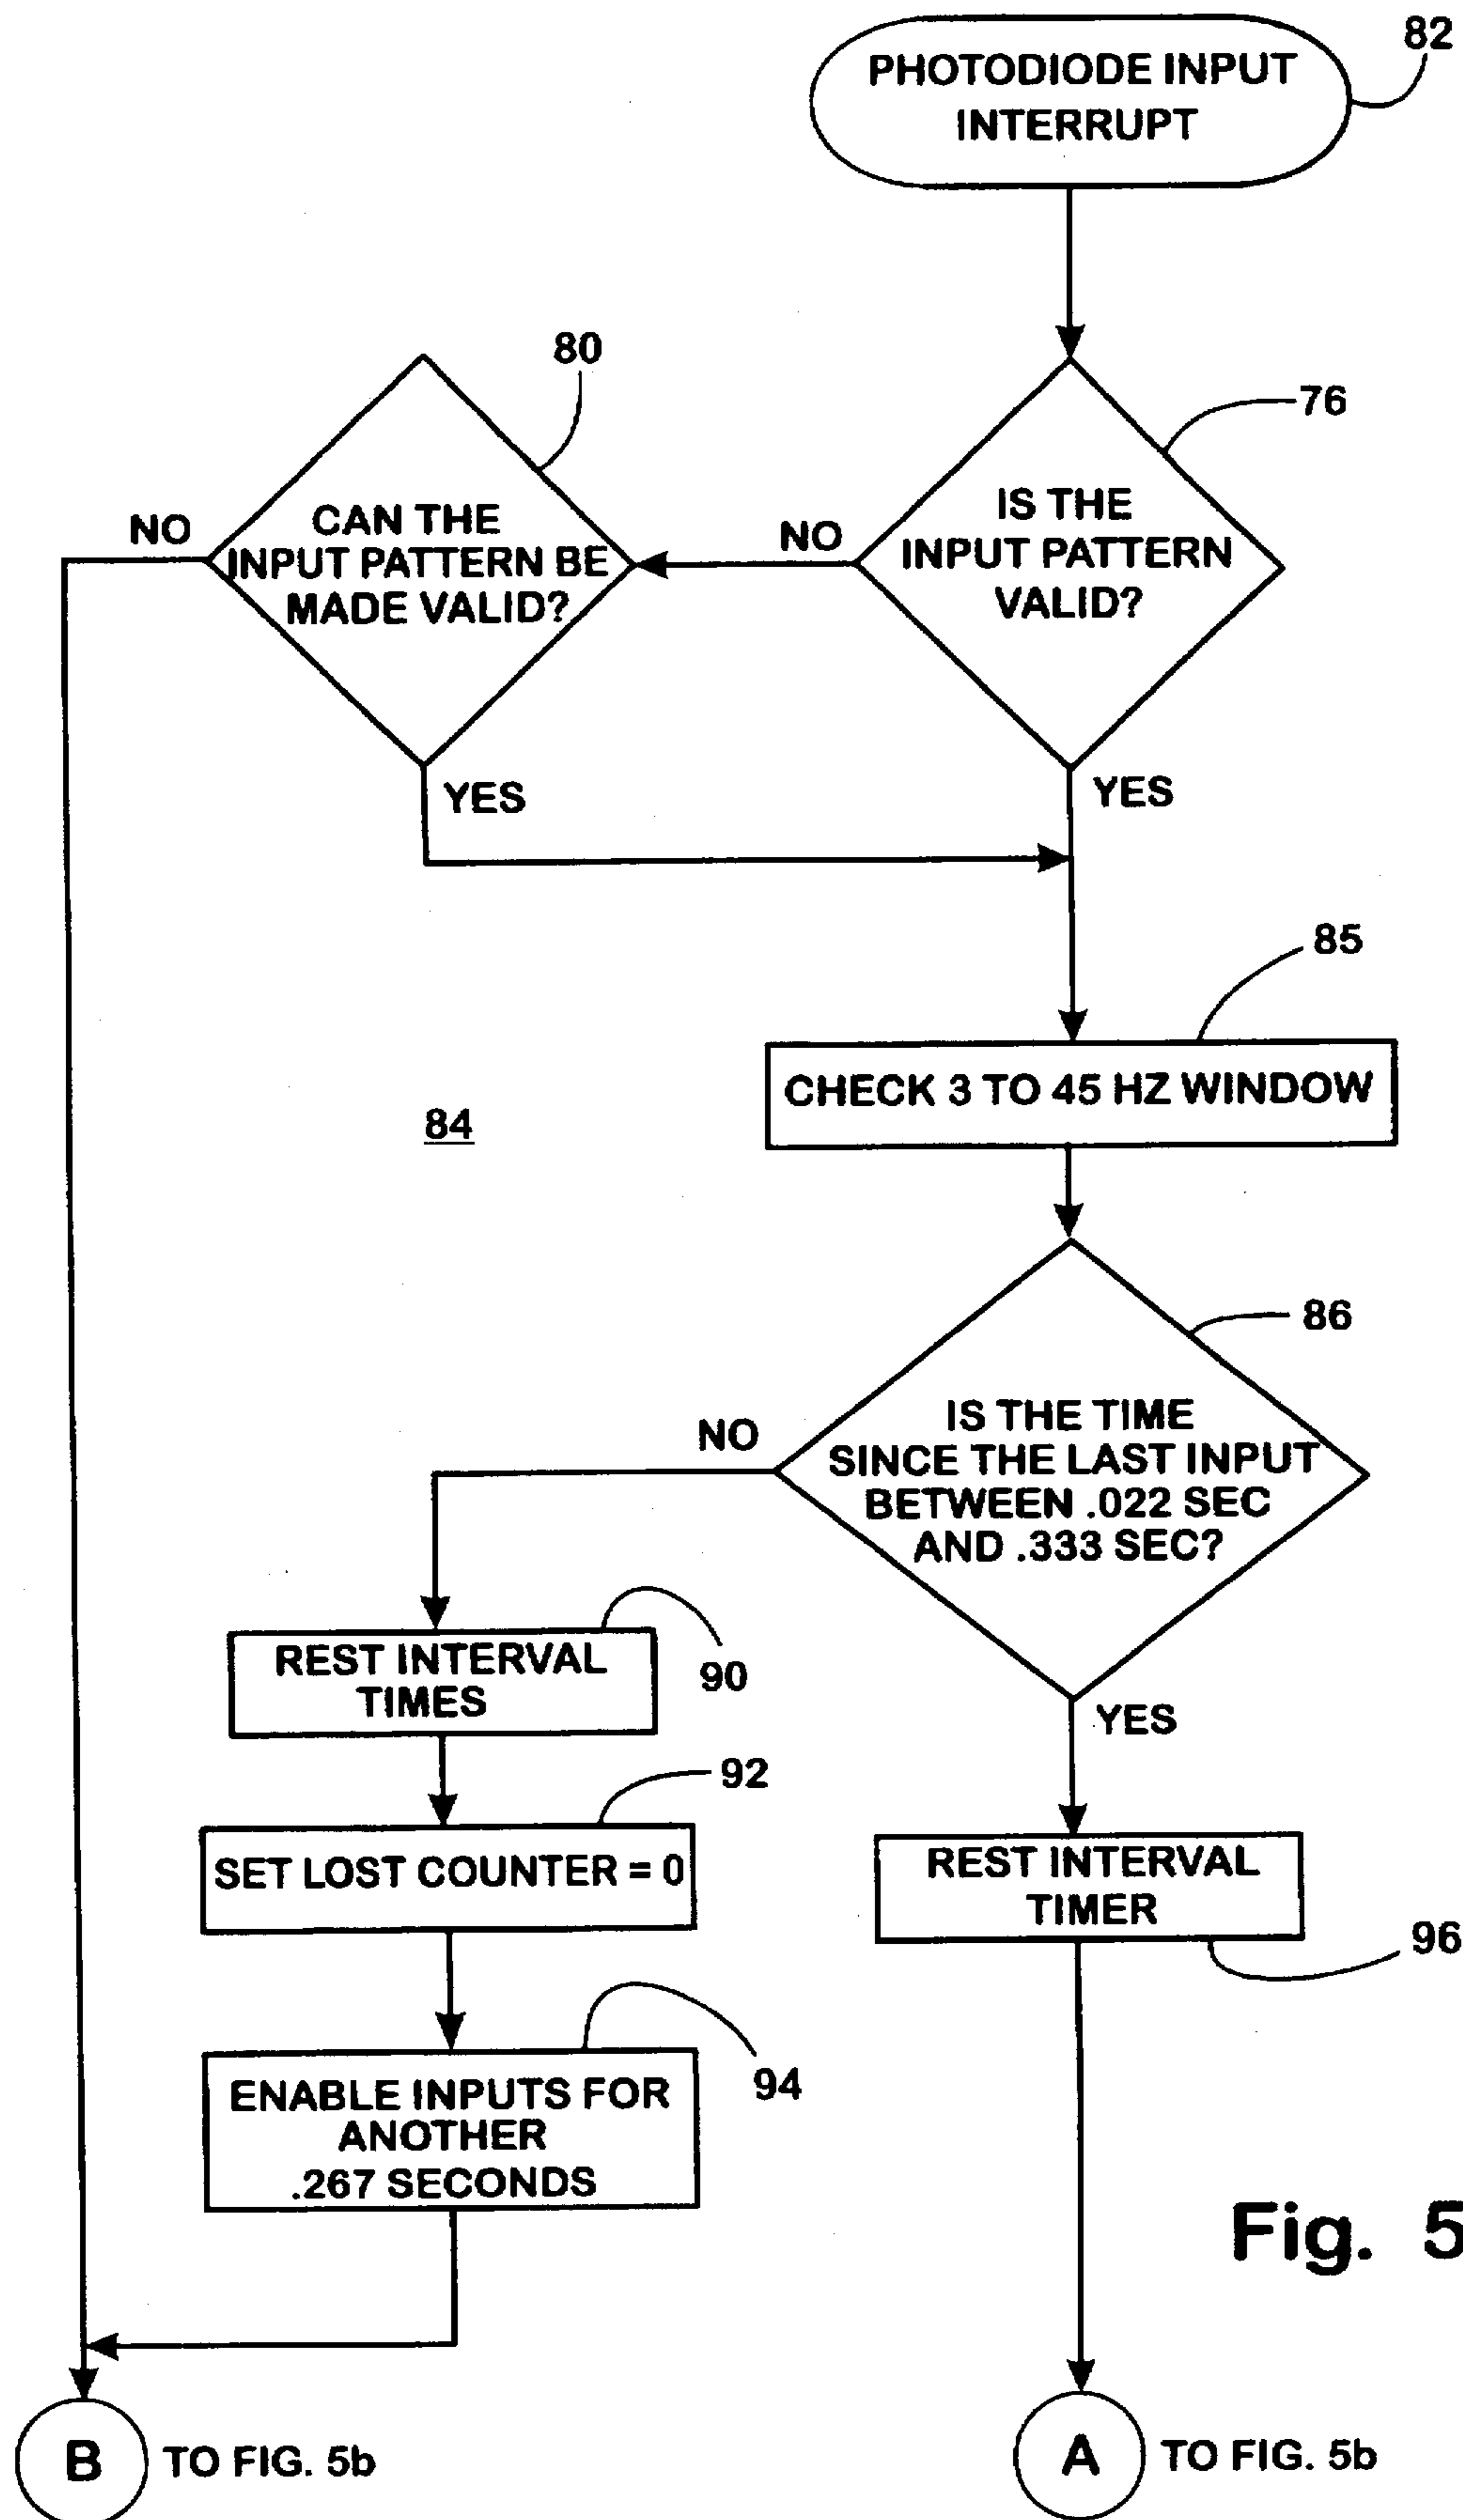 PHOTODIODE INPUT
INTERRUPT
82
80
76
NO
CAN THE
INPUT PATTERN BE
MADE VALID?
NO
IS THE
INPUT PATTERN
VALID?
YES
YES
85
CHECK 3 TO 45 HZ WINDOW
84
86
NO
IS THE TIME
SINCE THE LAST INPUT
BETWEEN .022 SEC
AND .333 SEC?
YES
REST INTERVAL
TIMES
90
92
SET LOST COUNTER = 0
REST INTERVAL
TIMER
96
94
ENABLE INPUTS FOR
ANOTHER
.267 SECONDS
Fig. 5
B
TO FIG. 5b
A
TO FIG. 5b